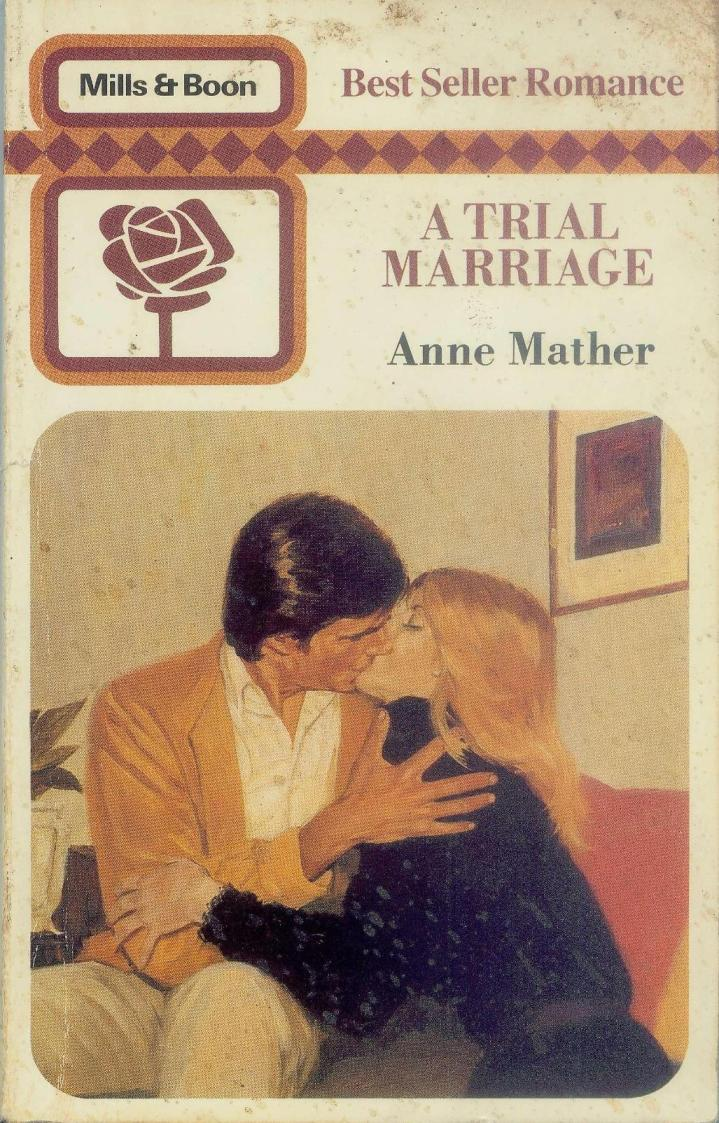 Mills & Boon
Best Seller Romance
A TRIAL
MARRIAGE
Anne Mather